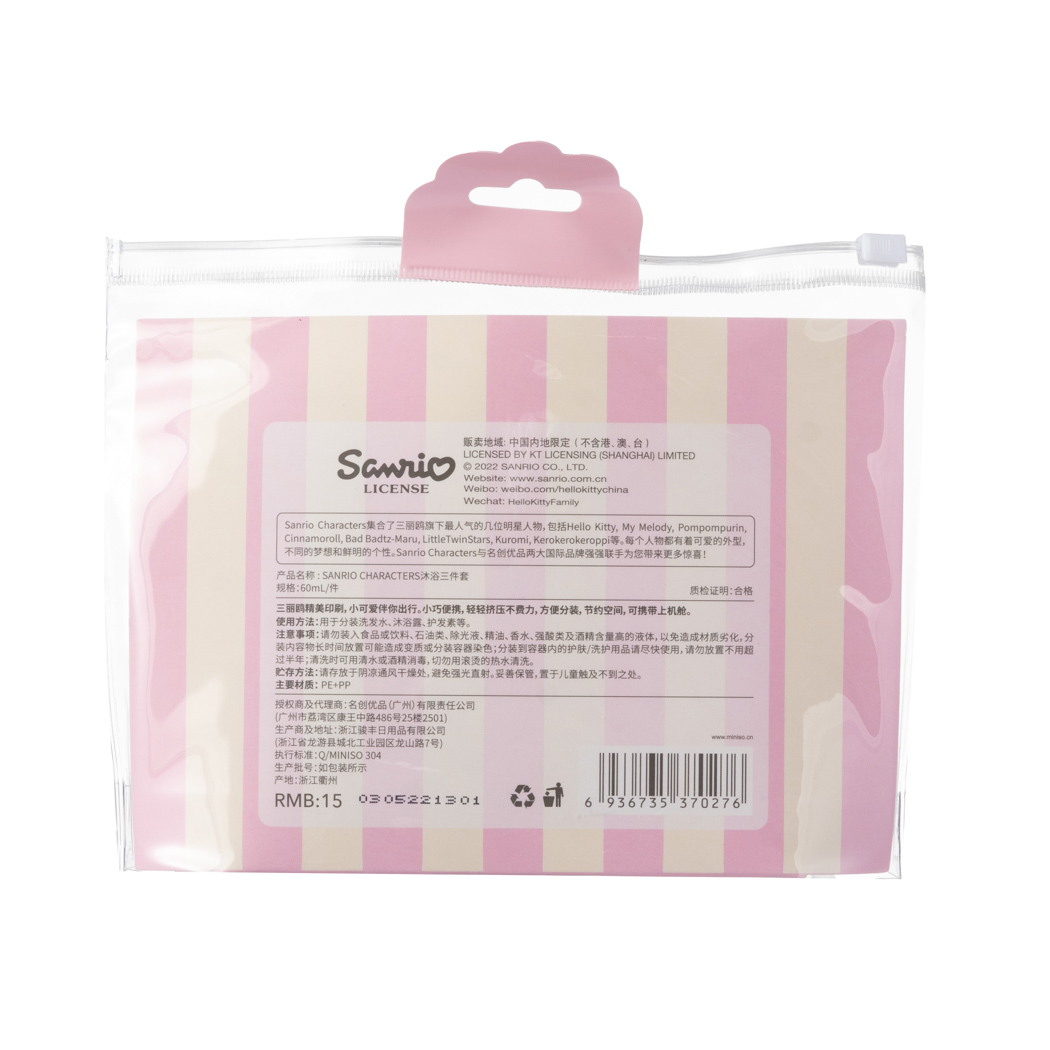 Sanrio
LICENSE
贩卖地域: 中国内地限定 ( 不含港、澳、台 )
LICENSED BY KT LICENSING (SHANGHAI) LIMITED
© 2022 SANRIO CO., LTD.
Website: www.sanrio.com.cn
Weibo: weibo.com/hellokittychina
Wechat: HelloKittyFamily
Sanrio Characters集合了三丽鸥旗下最人气的几位明星人物，包括Hello Kitty, My Melody, Pompompurin,
Cinnamoroll, Bad Badtz-Maru, LittleTwinStars, Kuromi, Kerokerokeroppi等。每个人物都有着可爱的外型，
不同的梦想和鲜明的个性。Sanrio Characters与名创优品两大国际品牌强强联手为您带来更多惊喜！
产品名称：SANRIO CHARACTERS沐浴三件套
规格：60mL/件
质检证明：合格
三丽鸥精美印刷，小可爱伴你出行。小巧便携，轻轻挤压不费力，方便分装，节约空间，可携带上机舱。
使用方法：用于分装洗发水、沐浴露、护发素等。
注意事项：请勿装入食品或饮料、石油类、除光液、精油、香水、强酸类及酒精含量高的液体，以免造成材质劣化，分
装内容物长时间放置可能造成变质或分装容器染色；分装到容器内的护肤/洗护用品请尽快使用，请勿放置不用超
过半年；清洗时可用清水或酒精消毒，切勿用滚烫的热水清洗。
贮存方法：请存放于阴凉通风干燥处，避免强光直射。妥善保管，置于儿童触及不到之处。
主要材质：PE+PP
授权商及代理商：名创优品（广州）有限责任公司
(广州市荔湾区康王中路486号25楼2501)
生产商及地址：浙江骏丰日用品有限公司
(浙江省龙游县城北工业园区龙山路7号)
执行标准：Q/MINISO 304
生产批号：如包装所示
产地：浙江衢州
RMB:15
0305221301
www.miniso.cn
6 936735 370276